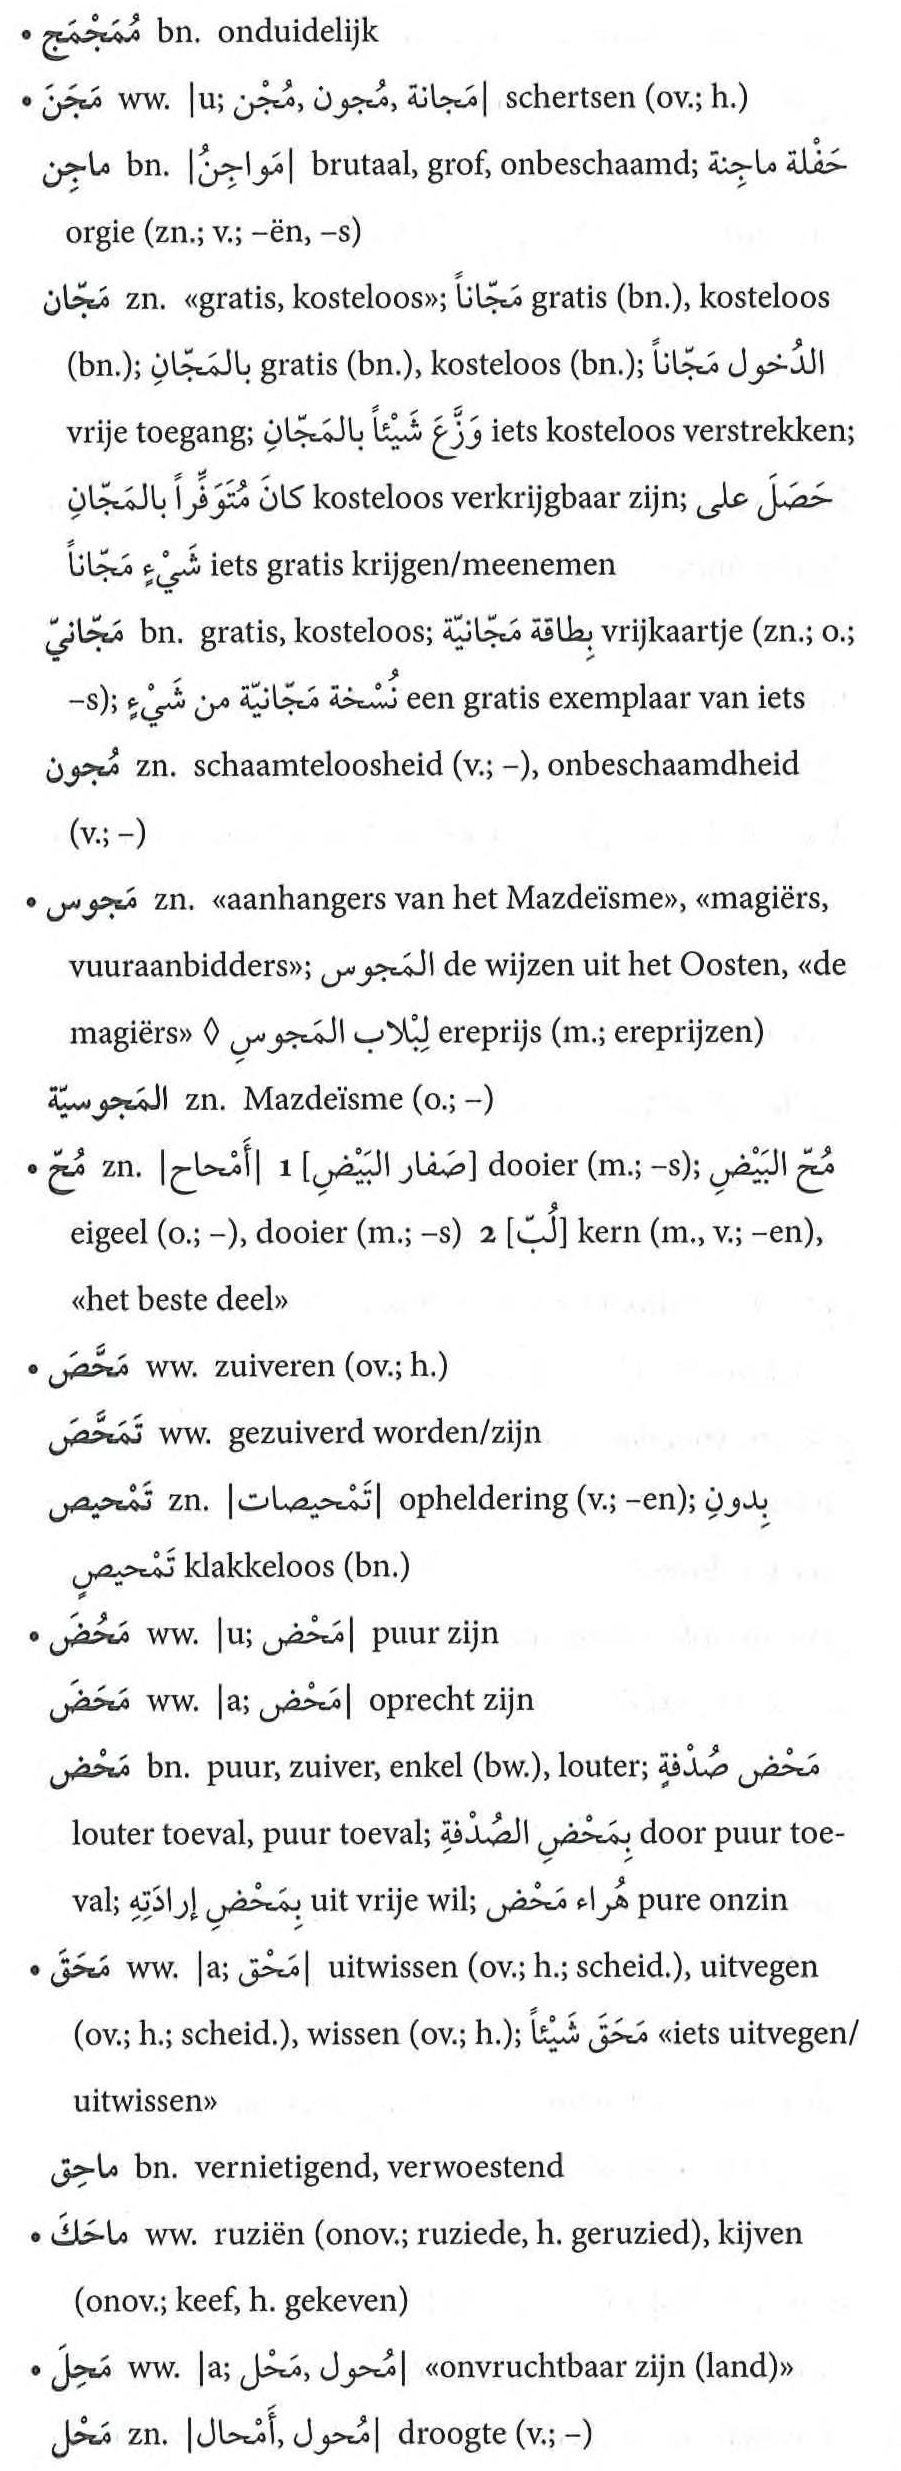 • مُمَجْمَج bn. onduidelijk
• مَجَنَ ww. |u; مَجانة, مُجون, مُجْن| schertsen (ov.; h.)
ماجِن bn. |مَواجِنُ| brutaal, grof, onbeschaamd; حَفْلة ماجِنة
orgie (zn.; v.; –ën, –s)
مَجّان zn. «gratis, kosteloos»; مَجّاناً gratis (bn.), kosteloos
(bn.); بالمَجّانِ gratis (bn.), kosteloos (bn.); الدُخول مَجّاناً
vrije toegang; وَزَّعَ شَيْئاً بالمَجّانِ iets kosteloos verstrekken;
كانَ مُتَوَفِّراً بالمَجّانِ kosteloos verkrijgbaar zijn; حَصَلَ على
شَيْءٍ مَجّاناً iets gratis krijgen/meenemen
مَجّانيّ bn. gratis, kosteloos; بِطاقة مَجّانيّة vrijkaartje (zn.; o.;
–s); نُسْخة مَجّانيّة من شَيْءٍ een gratis exemplaar van iets
مُجون zn. schaamteloosheid (v.; –), onbeschaamdheid
(v.; –)
• مَجوس zn. «aanhangers van het Mazdeïsme», «magiërs,
vuuraanbidders»; المَجوس de wijzen uit het Oosten, «de
magiërs» ◊ لِبْلاب المَجوسِ ereprijs (m.; ereprijzen)
المَجوسيّة zn. Mazdeïsme (o.; –)
• مُحّ zn. |أَمْحاح| 1 [صَفار البَيْضِ] dooier (m.; –s); مُحّ البَيْضِ
eigeel (o.; –), dooier (m.; –s) 2 [لُبّ] kern (m., v.; –en),
«het beste deel»
• مَحَّصَ ww. zuiveren (ov.; h.)
تَمَحَّصَ ww. gezuiverd worden/zijn
تَمْحيص zn. |تَمْحيصات| opheldering (v.; –en); بِدونِ
تَمْحيصٍ klakkeloos (bn.)
• مَحُضَ ww. |u; مَحْض| puur zijn
مَحَضَ ww. |a; مَحْض| oprecht zijn
مَحْض bn. puur, zuiver, enkel (bw.), louter; مَحْض صُدْفةٍ
louter toeval, puur toeval; بِمَحْضِ الصُدْفةِ door puur toe-
val; بِمَحْضِ إرادَتِهِ uit vrije wil; هُراء مَحْض pure onzin
• مَحَقَ ww. |a; مَحْق| uitwissen (ov.; h.; scheid.), uitvegen
(ov.; h.; scheid.), wissen (ov.; h.); مَحَقَ شَيْئاً «iets uitvegen/
uitwissen»
ماحِق bn. vernietigend, verwoestend
• ماحَكَ ww. ruziën (onov.; ruziede, h. geruzied), kijven
(onov.; keef, h. gekeven)
• مَحِلَ ww. |a; مُحول, مَحْل| «onvruchtbaar zijn (land)»
مَحْل zn. |مُحول, أَمْحال| droogte (v.; –)